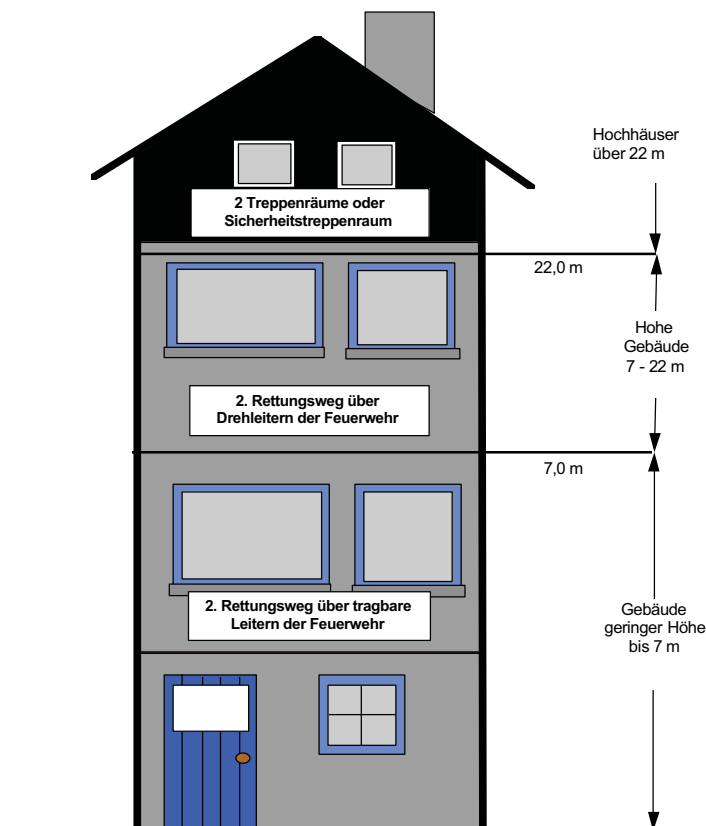 Hochhäuser
über 22 m
2 Treppenräume oder
Sicherheitstreppenraum
22,0 m
Hohe
Gebäude
7 - 22 m
2. Rettungsweg über
Drehleitern der Feuerwehr
7,0 m
2. Rettungsweg über tragbare
Leitern der Feuerwehr
Gebäude
geringer Höhe
bis 7 m